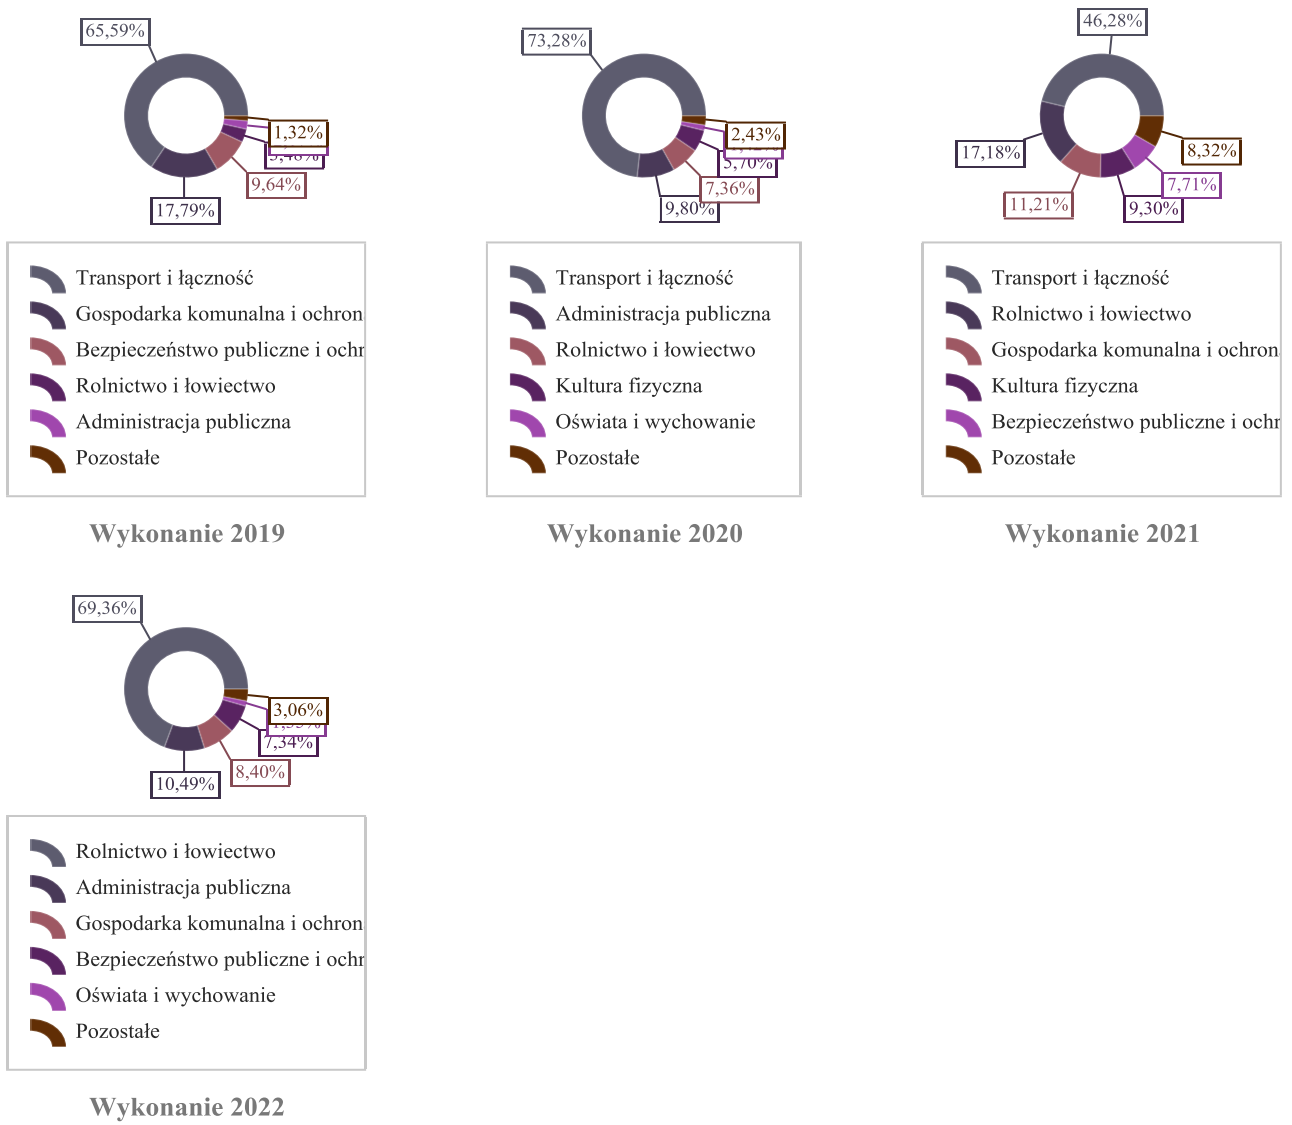 65,59%
1,32%
9,64%
17,79%
Transport i łączność
Gospodarka komunalna i ochron
Bezpieczeństwo publiczne i ochr
Rolnictwo i łowiectwo
Administracja publiczna
Pozostałe
Wykonanie 2019
73,28%
2,43%
5,70%
7,36%
9,80%
Transport i łączność
Administracja publiczna
Rolnictwo i łowiectwo
Kultura fizyczna
Oświata i wychowanie
Pozostałe
Wykonanie 2020
46,28%
17,18%
8,32%
7,71%
11,21%
9,30%
Transport i łączność
Rolnictwo i łowiectwo
Gospodarka komunalna i ochron
Kultura fizyczna
Bezpieczeństwo publiczne i ochr
Pozostałe
Wykonanie 2021
69,36%
3,06%
7,34%
8,40%
10,49%
Rolnictwo i łowiectwo
Administracja publiczna
Gospodarka komunalna i ochron
Bezpieczeństwo publiczne i ochr
Oświata i wychowanie
Pozostałe
Wykonanie 2022